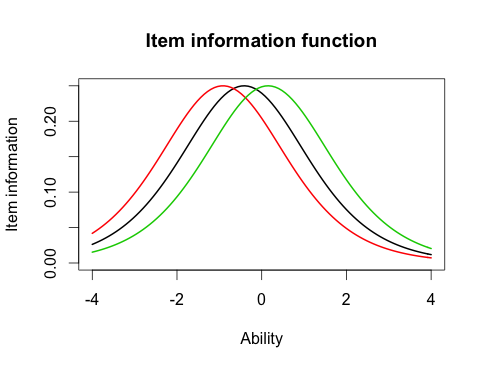 Item information function
Item information
0.20
0.10
0.00
-4 -2 0 2 4
Ability